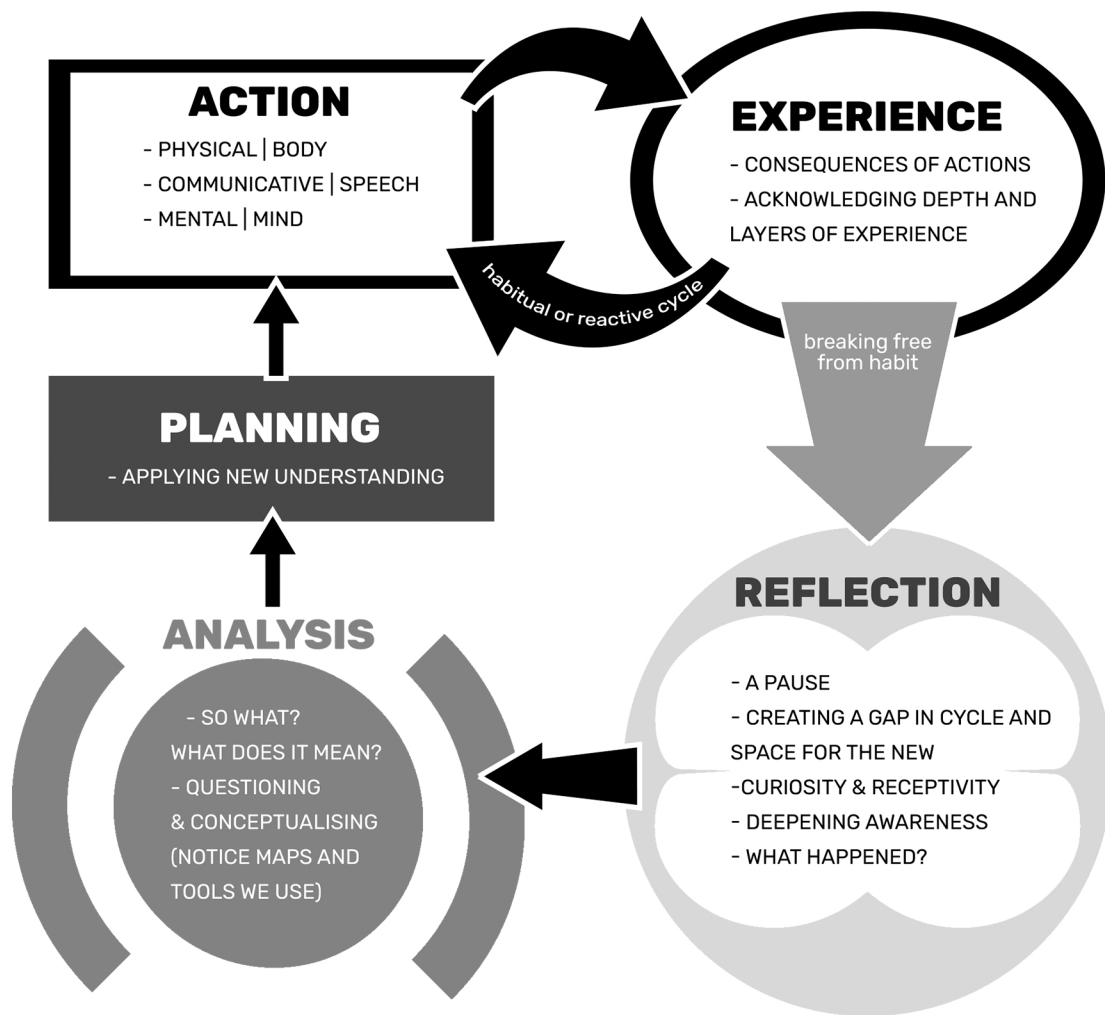 ACTION
- PHYSICAL | BODY
- COMMUNICATIVE | SPEECH
- MENTAL | MIND
EXPERIENCE
- CONSEQUENCES OF ACTIONS
- ACKNOWLEDGING DEPTH AND
LAYERS OF EXPERIENCE
habitual or reactive cycle
breaking free
from habit
PLANNING
- APPLYING NEW UNDERSTANDING
REFLECTION
- A PAUSE
- CREATING A GAP IN CYCLE AND
SPACE FOR THE NEW
-CURIOSITY & RECEPTIVITY
- DEEPENING AWARENESS
- WHAT HAPPENED?
ANALYSIS
- SO WHAT?
WHAT DOES IT MEAN?
- QUESTIONING
& CONCEPTUALISING
(NOTICE MAPS AND
TOOLS WE USE)